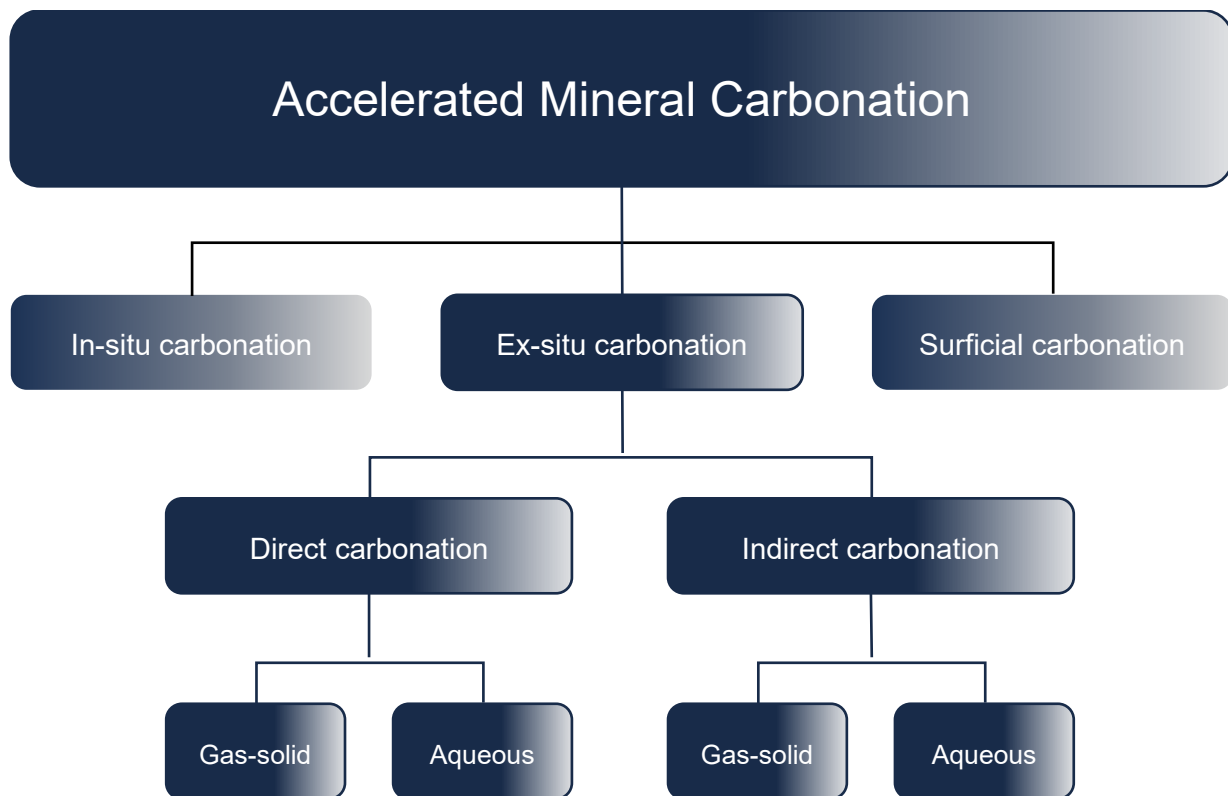 Accelerated Mineral Carbonation
In-situ carbonation
Ex-situ carbonation
Surficial carbonation
Direct carbonation
Indirect carbonation
Gas-solid
Aqueous
Gas-solid
Aqueous